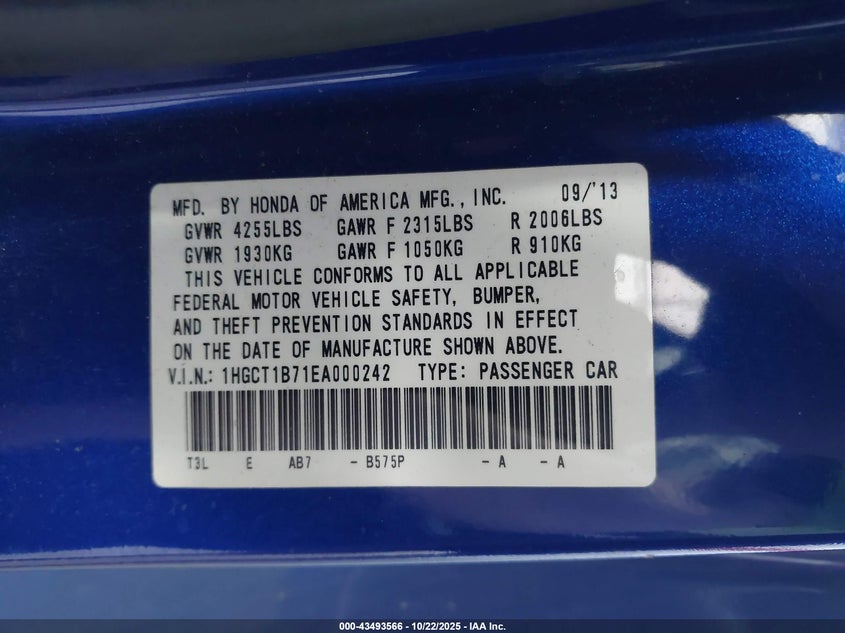 MFD. BY HONDA OF AMERICA MFG., INC. 09/'13
GVWR 4255LBS GAWR F 2315LBS R 2006LBS
GVWR 1930KG GAWR F 1050KG R 910KG
THIS VEHICLE CONFORMS TO ALL APPLICABLE
FEDERAL MOTOR VEHICLE SAFETY, BUMPER,
AND THEFT PREVENTION STANDARDS IN EFFECT
ON THE DATE OF MANUFACTURE SHOWN ABOVE.
V.I.N.: 1HGCT1B71EA000242 TYPE: PASSENGER CAR
T3L E AB7 - B575P - A - A
000-43493566 - 10/22/2025 - IAA Inc.